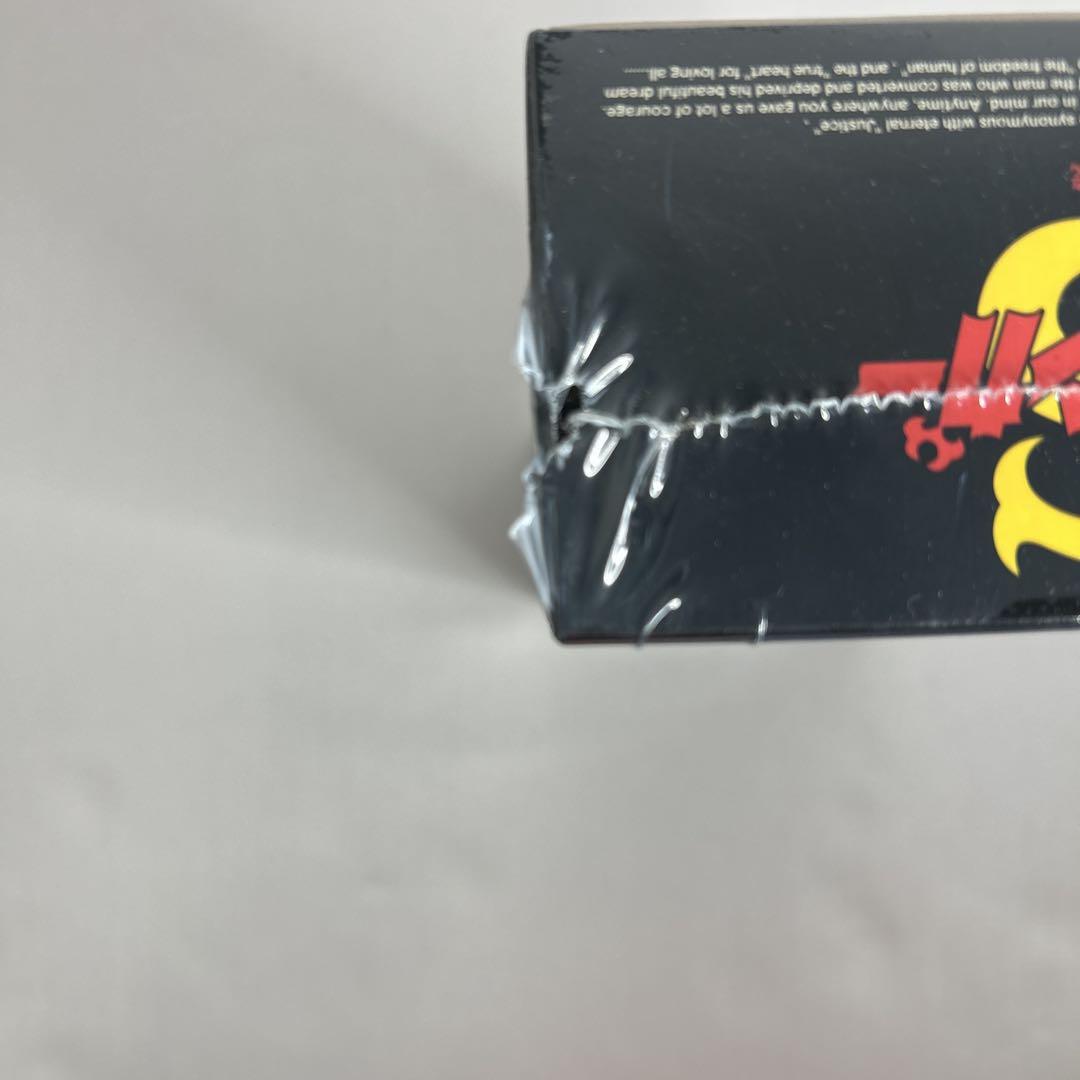 synonymous with eternal "Justice" .
in our mind. Anytime, anywhere you gave us a lot of courage.
the man who was comverted and deprived his beautiful dream
"the freedom of human" , and the "true heart" for loving all......